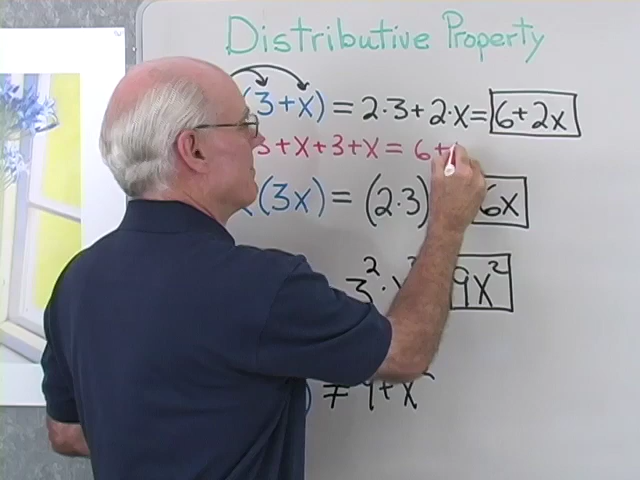 Distributive Property
(3+x) = 2·3+2·x= 6+2x
3+x+3+x = 6+
(3x) = (2·3) 6x
3²·x 9x²
) ≠ 9+x²